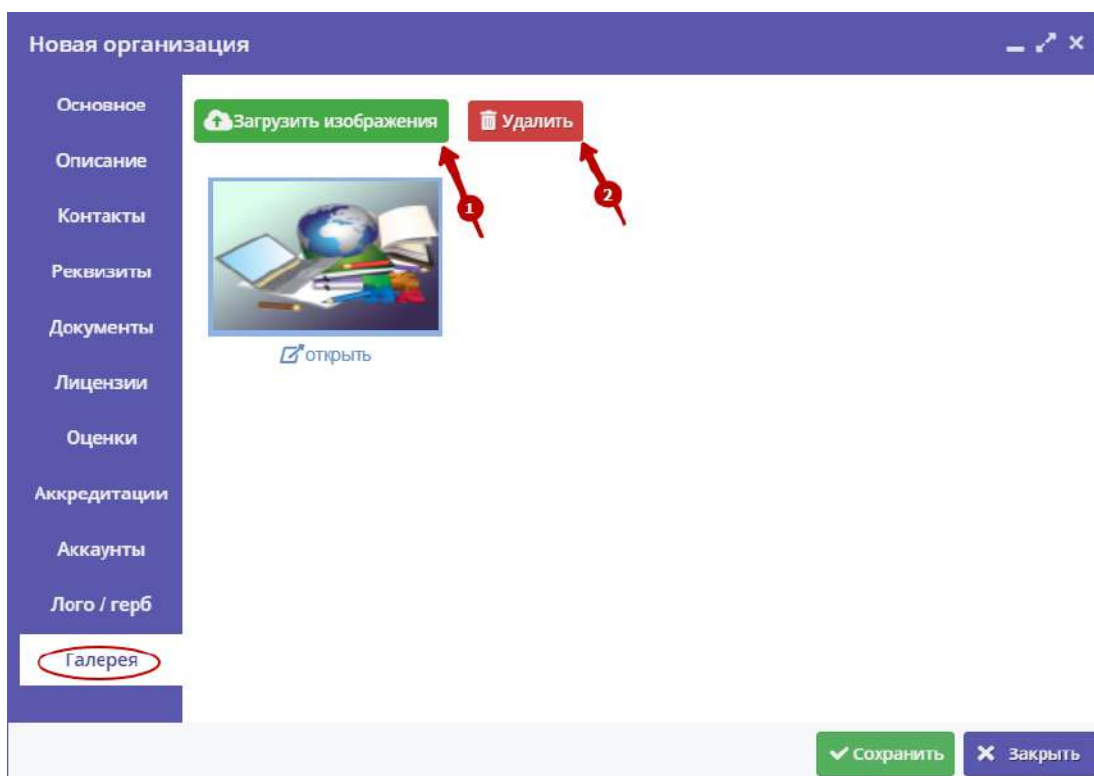 Новая организация
Основное
Описание
Контакты
Реквизиты
Документы
Лицензии
Оценки
Аккредитации
Аккаунты
Лого / герб
Галерея
Загрузить изображения
Удалить
1
2
открыть
Сохранить
Закрыть